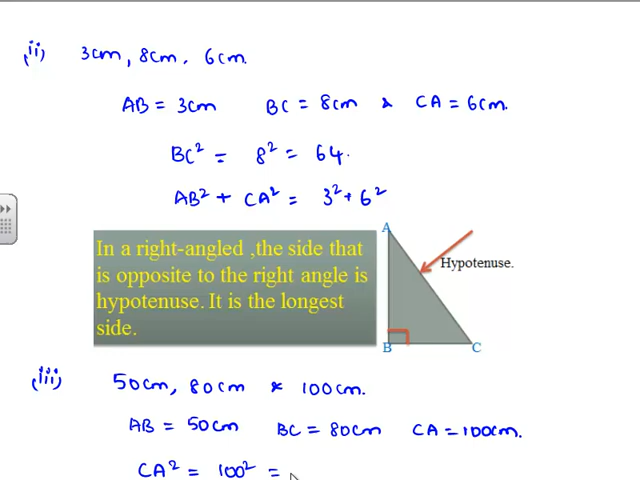 (ii) 3cm, 8cm, 6cm.
AB = 3cm BC = 8cm & CA = 6cm.
BC² = 8² = 64.
AB² + CA² = 3² + 6²
In a right-angled ,the side that
is opposite to the right angle is
hypotenuse. It is the longest
side.
A
Hypotenuse.
B C
(iii) 50cm, 80cm & 100cm.
AB = 50cm BC = 80cm CA = 100cm.
CA² = 100² =